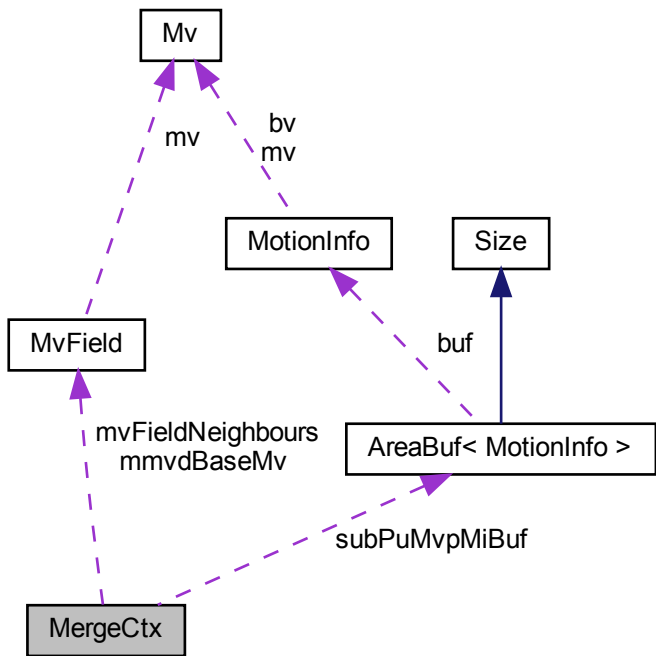 Mv
mv
bv
mv
MotionInfo
Size
MvField
buf
mvFieldNeighbours
mmvdBaseMv
AreaBuf< MotionInfo >
subPuMvpMiBuf
MergeCtx